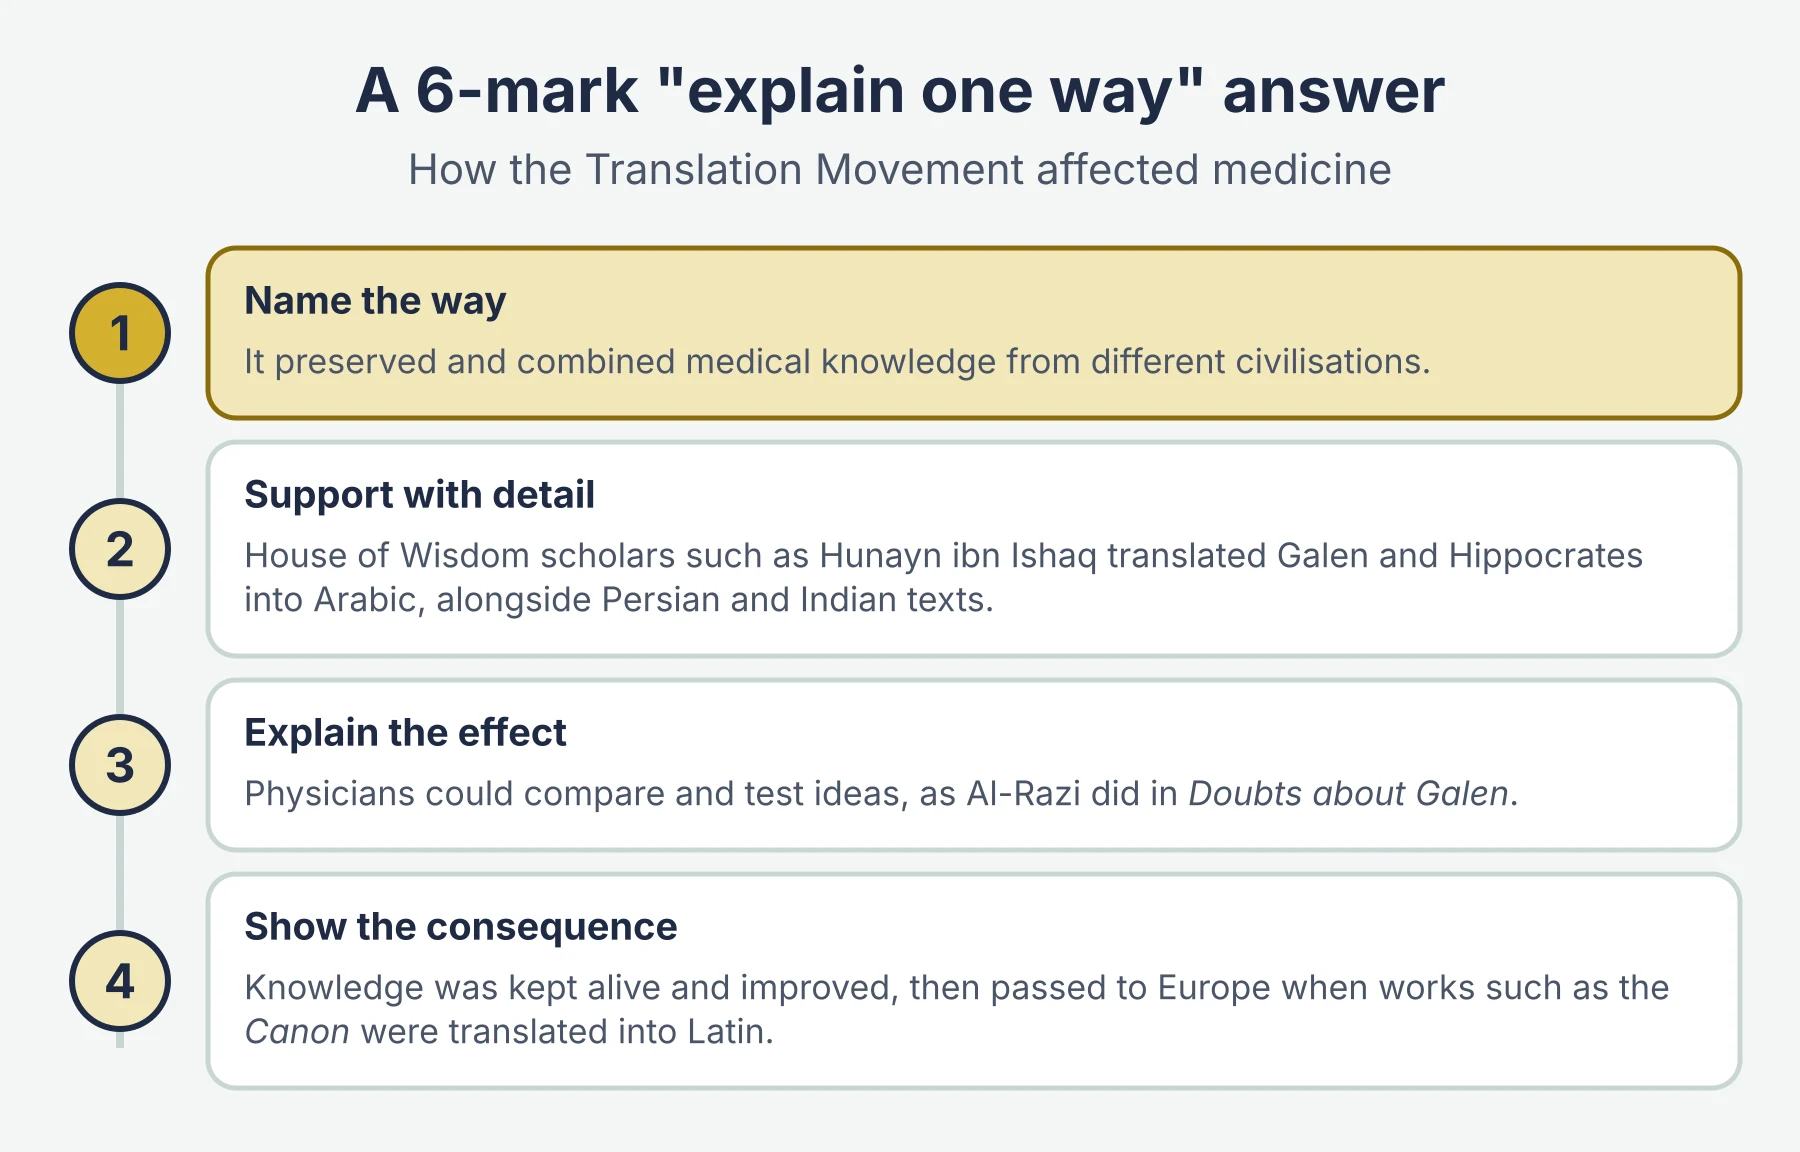 A 6-mark "explain one way" answer
How the Translation Movement affected medicine
1
Name the way
It preserved and combined medical knowledge from different civilisations.
2
Support with detail
House of Wisdom scholars such as Hunayn ibn Ishaq translated Galen and Hippocrates
into Arabic, alongside Persian and Indian texts.
3
Explain the effect
Physicians could compare and test ideas, as Al-Razi did in Doubts about Galen.
4
Show the consequence
Knowledge was kept alive and improved, then passed to Europe when works such as the
Canon were translated into Latin.